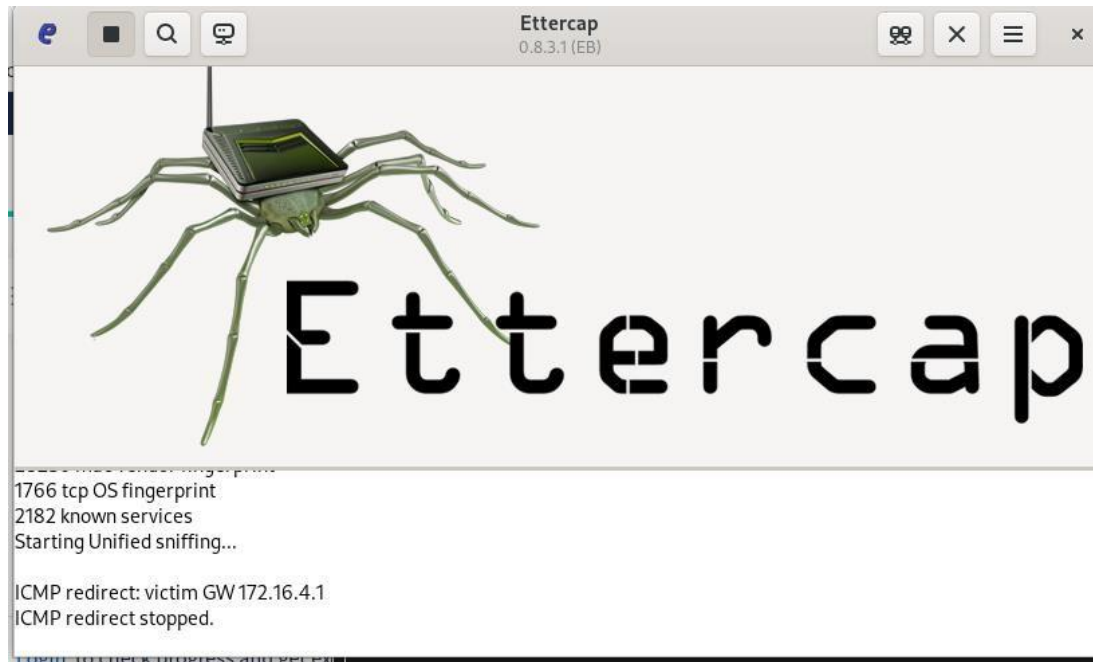 Ettercap
0.8.3.1 (EB)
Ettercap
1766 tcp OS fingerprint
2182 known services
Starting Unified sniffing...
ICMP redirect: victim GW 172.16.4.1
ICMP redirect stopped.